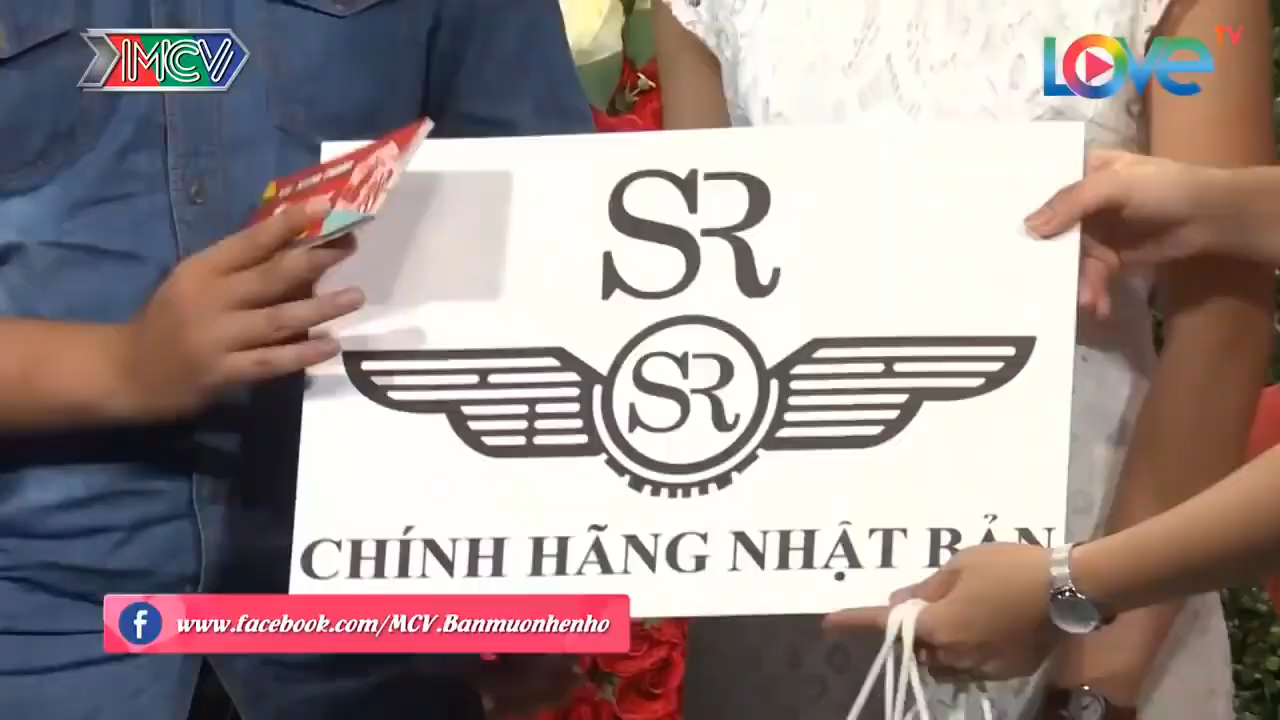 MCV
LOVE TV
SR
SR
CHÍNH HÃNG NHẬT BẢN
www.facebook.com/MCV.Banmuonhenho